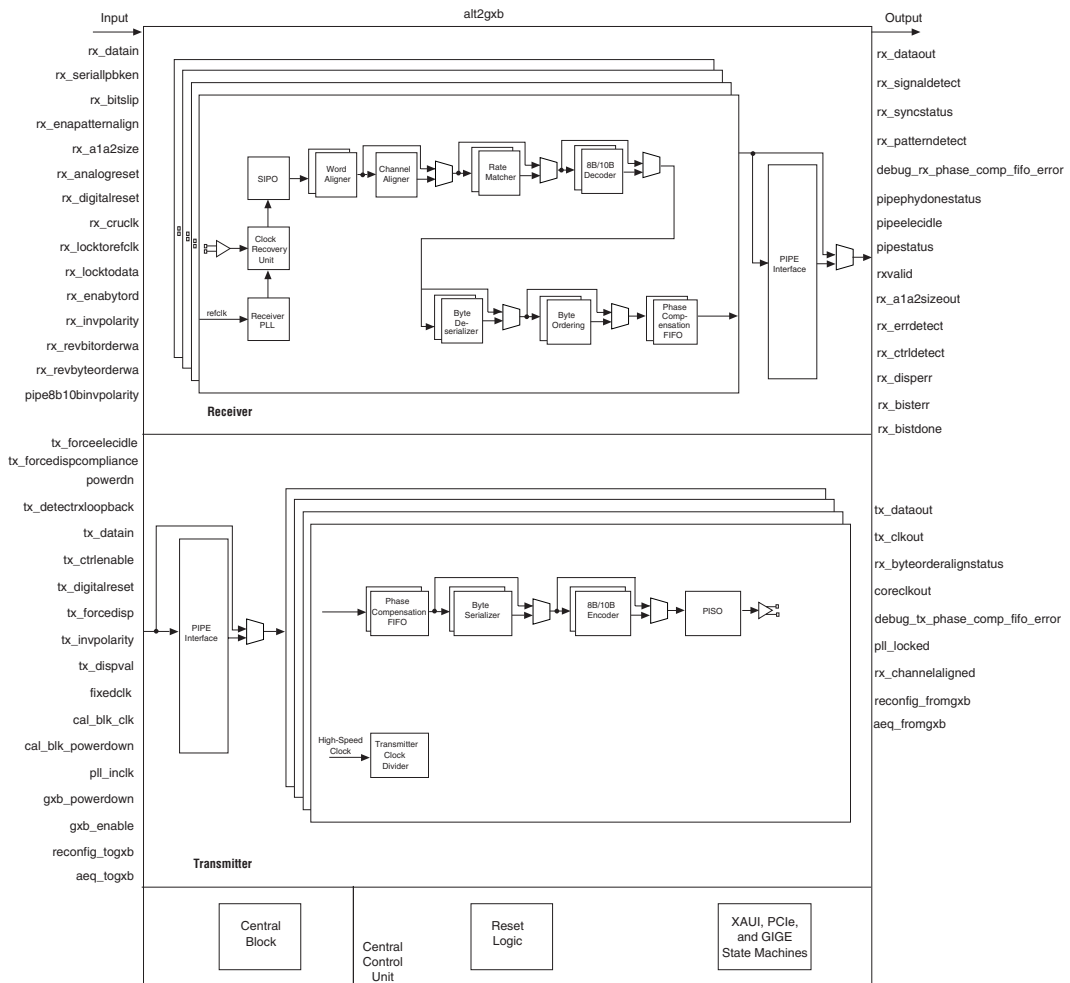 alt2gxb
Input
Output
rx_datain
rx_seriallpbken
rx_bitslip
rx_enapatternalign
rx_a1a2size
rx_analogreset
rx_digitalreset
rx_cruclk
rx_locktorefclk
rx_locktodata
rx_enabytord
rx_invpolarity
rx_revbitorderwa
rx_revbyteorderwa
pipe8b10binvpolarity
SIPO
Word
Aligner
Channel
Aligner
Rate
Matcher
8B/10B
Decoder
Clock
Recovery
Unit
refclk
Receiver
PLL
Byte
De-
serializer
Byte
Ordering
Phase
Comp-
ensation
FIFO
PIPE
Interface
Receiver
rx_dataout
rx_signaldetect
rx_syncstatus
rx_patterndetect
debug_rx_phase_comp_fifo_error
pipephydonestatus
pipeelecidle
pipestatus
rxvalid
rx_a1a2sizeout
rx_errdetect
rx_ctrldetect
rx_disperr
rx_bisterr
rx_bistdone
tx_forceelecidle
tx_forcedispcompliance
powerdn
tx_detectrxloopback
tx_datain
tx_ctrlenable
tx_digitalreset
tx_forcedisp
tx_invpolarity
tx_dispval
fixedclk
cal_blk_clk
cal_blk_powerdown
pll_inclk
gxb_powerdown
gxb_enable
reconfig_togxb
aeq_togxb
PIPE
Interface
Phase
Compensation
FIFO
Byte
Serializer
8B/10B
Encoder
PISO
High-Speed
Clock
Transmitter
Clock
Divider
Transmitter
tx_dataout
tx_clkout
rx_byteorderalignstatus
coreclkout
debug_tx_phase_comp_fifo_error
pll_locked
rx_channelaligned
reconfig_fromgxb
aeq_fromgxb
Central
Block
Central
Control
Unit
Reset
Logic
XAUI, PCIe,
and GIGE
State Machines